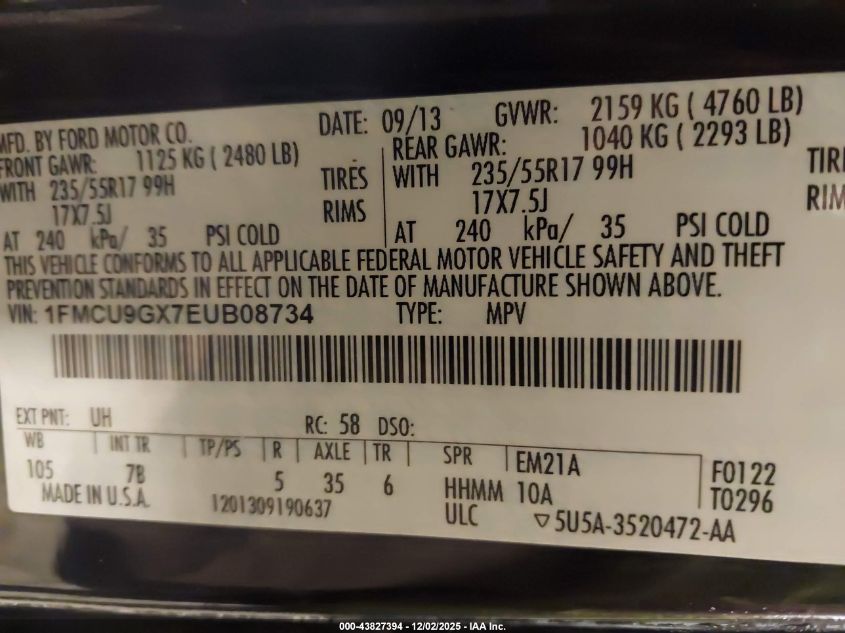 MFD. BY FORD MOTOR CO. DATE: 09/13 GVWR: 2159 KG ( 4760 LB)
FRONT GAWR: 1125 KG ( 2480 LB) REAR GAWR: 1040 KG ( 2293 LB)
WITH 235/55R17 99H TIRES WITH 235/55R17 99H TIRE
17X7.5J RIMS 17X7.5J RIM
AT 240 kPa/ 35 PSI COLD AT 240 kPa/ 35 PSI COLD
THIS VEHICLE CONFORMS TO ALL APPLICABLE FEDERAL MOTOR VEHICLE SAFETY AND THEFT
PREVENTION STANDARDS IN EFFECT ON THE DATE OF MANUFACTURE SHOWN ABOVE.
VIN: 1FMCU9GX7EUB08734 TYPE: MPV
EXT PNT: UH RC: 58 DSO:
WB INT TR TP/PS R AXLE TR SPR EM21A F0122
105 7B 5 35 6 HHMM 10A T0296
MADE IN U.S.A. 1201309190637 ULC ▽5U5A-3520472-AA
000-43827394 - 12/02/2025 - IAA Inc.